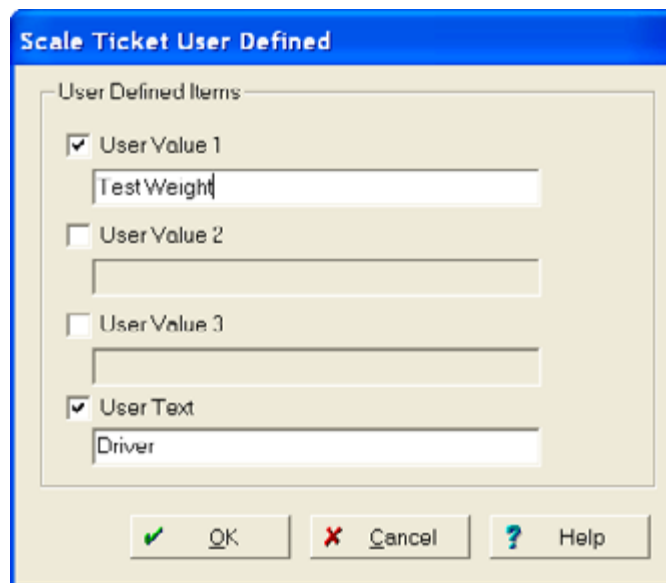 Scale Ticket User Defined
User Defined Items
User Value 1
Test Weight
User Value 2
User Value 3
User Text
Driver
OK Cancel Help